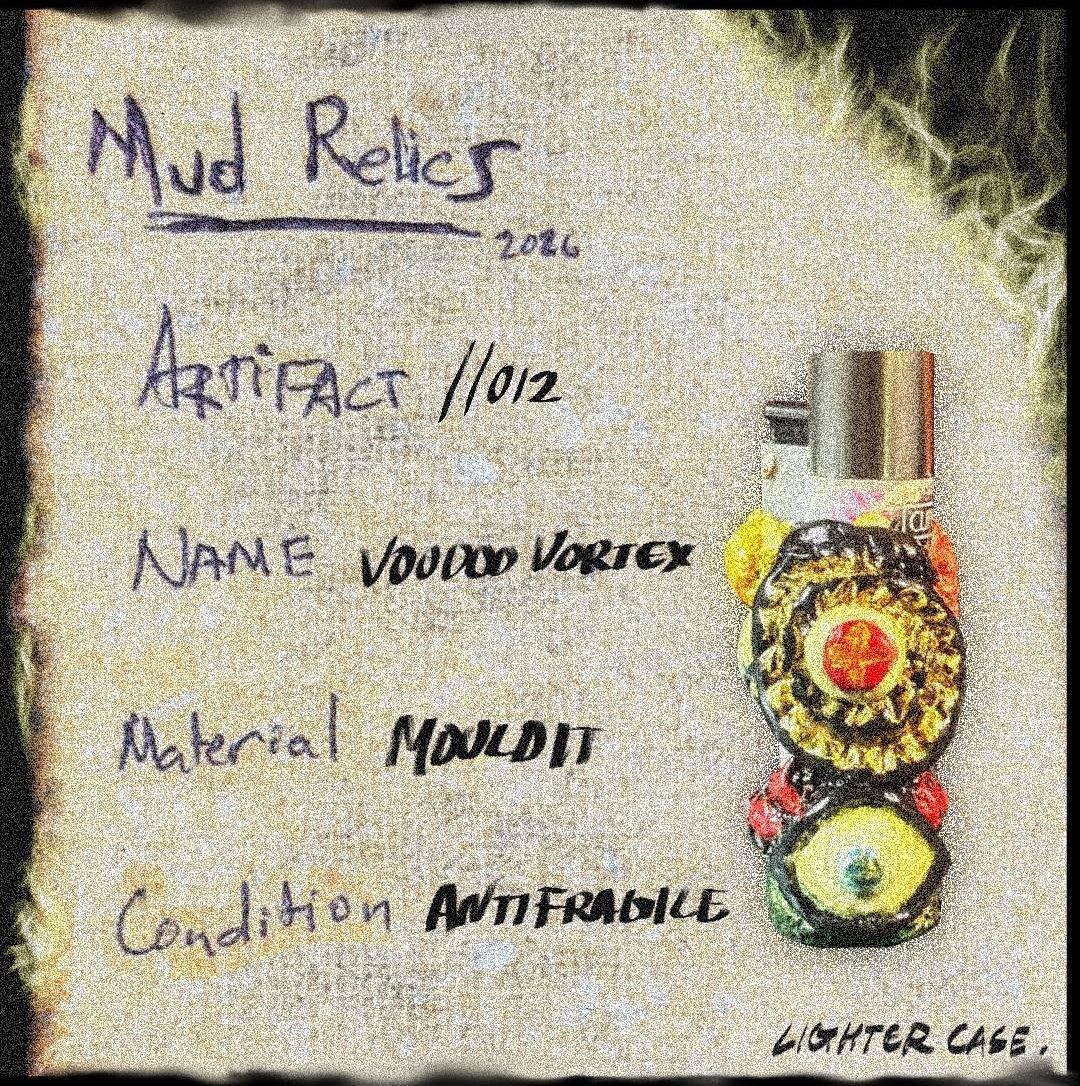 Mud Relics
2026
ARTiFACT //012
NAME VOODOO VORTEX
Material MOULDIT
Condition ANTIFRAGILE
LIGHTER CASE.